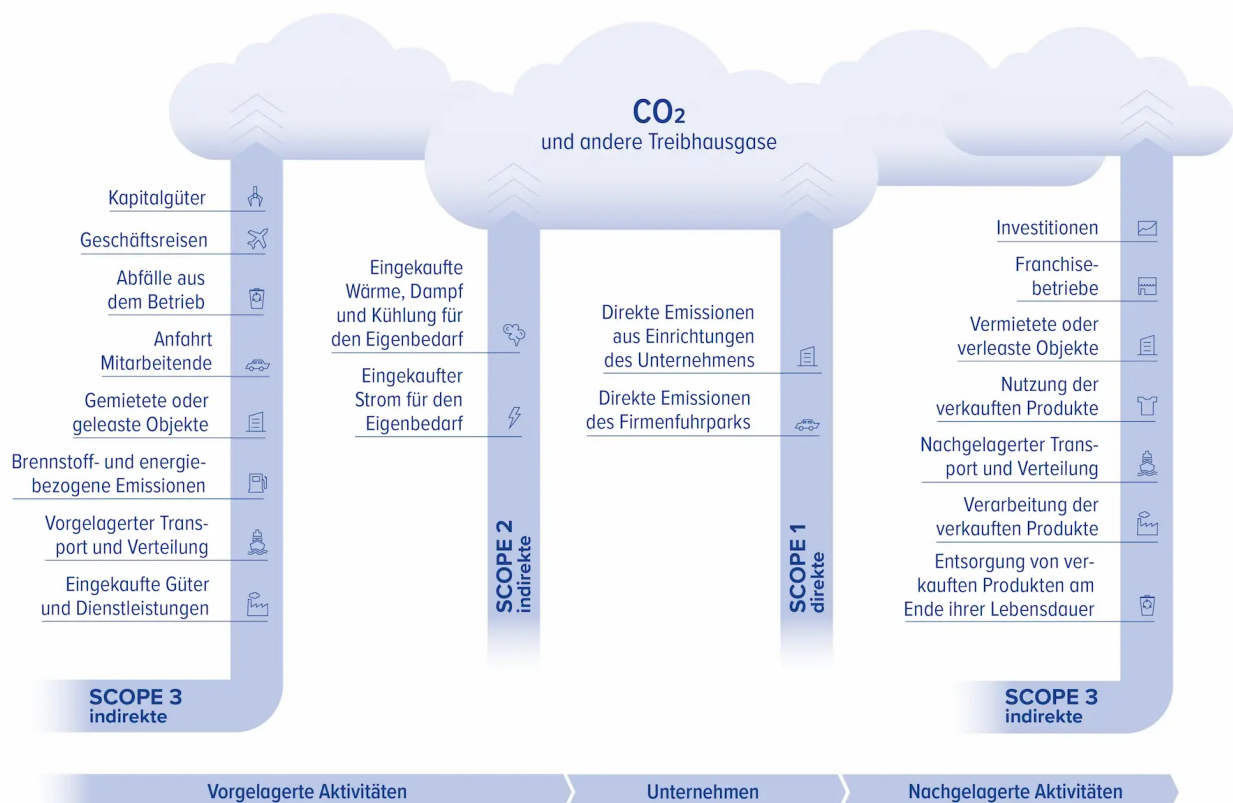 CO₂
und andere Treibhausgase
Kapitalgüter
Geschäftsreisen
Abfälle aus
dem Betrieb
Anfahrt
Mitarbeitende
Gemietete oder
geleaste Objekte
Brennstoff- und energie-
bezogene Emissionen
Vorgelagerter Trans-
port und Verteilung
Eingekaufte Güter
und Dienstleistungen
SCOPE 3
indirekte
Eingekaufte
Wärme, Dampf
und Kühlung für
den Eigenbedarf
Eingekaufter
Strom für den
Eigenbedarf
SCOPE 2
indirekte
Direkte Emissionen
aus Einrichtungen
des Unternehmens
Direkte Emissionen
des Firmenfuhrparks
SCOPE 1
direkte
Investitionen
Franchise-
betriebe
Vermietete oder
verleaste Objekte
Nutzung der
verkauften Produkte
Nachgelagerter Trans-
port und Verteilung
Verarbeitung der
verkauften Produkte
Entsorgung von ver-
kauften Produkten am
Ende ihrer Lebensdauer
SCOPE 3
indirekte
Vorgelagerte Aktivitäten
Unternehmen
Nachgelagerte Aktivitäten